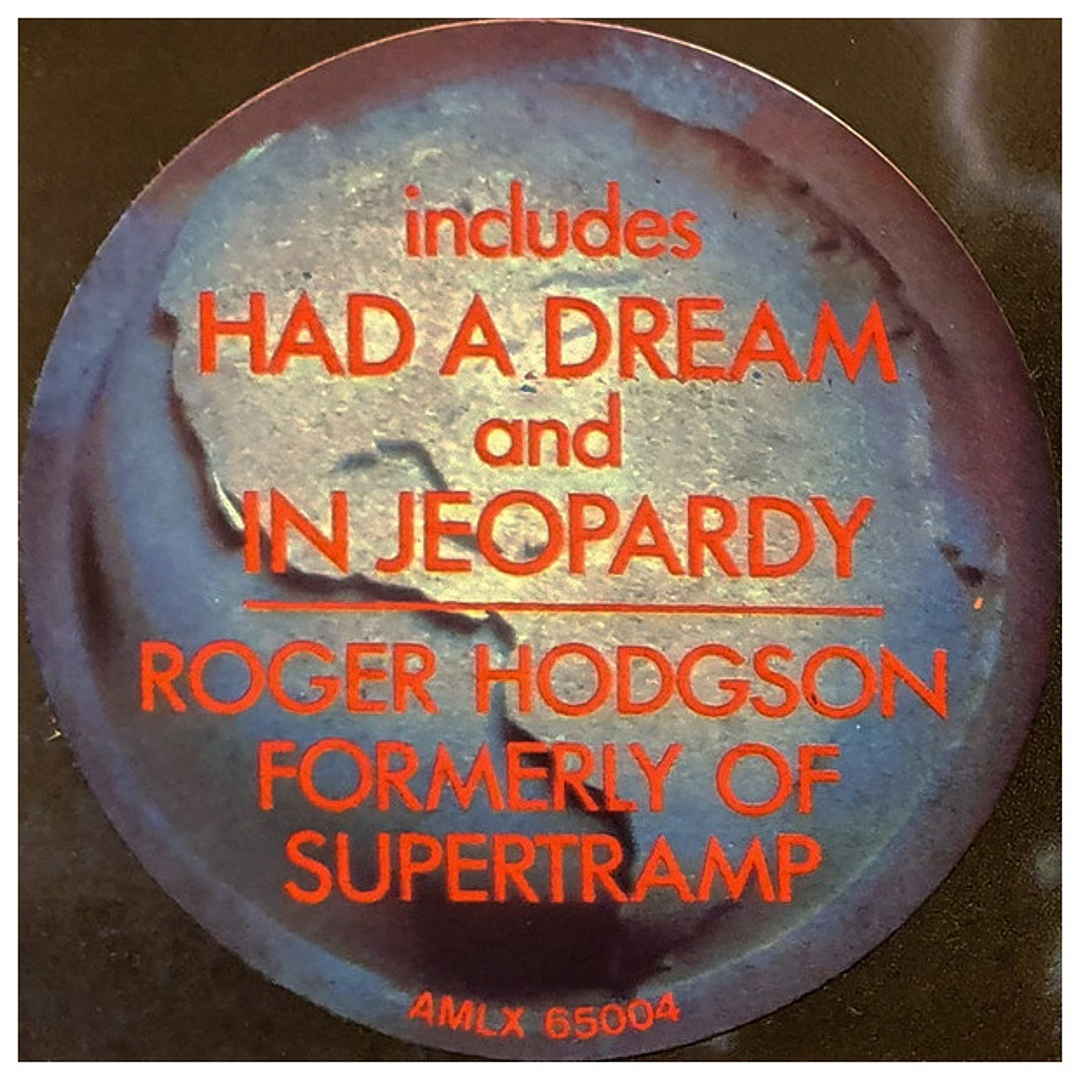 includes
HAD A DREAM
and
IN JEOPARDY
ROGER HODGSON
FORMERLY OF
SUPERTRAMP
AMLX 65004